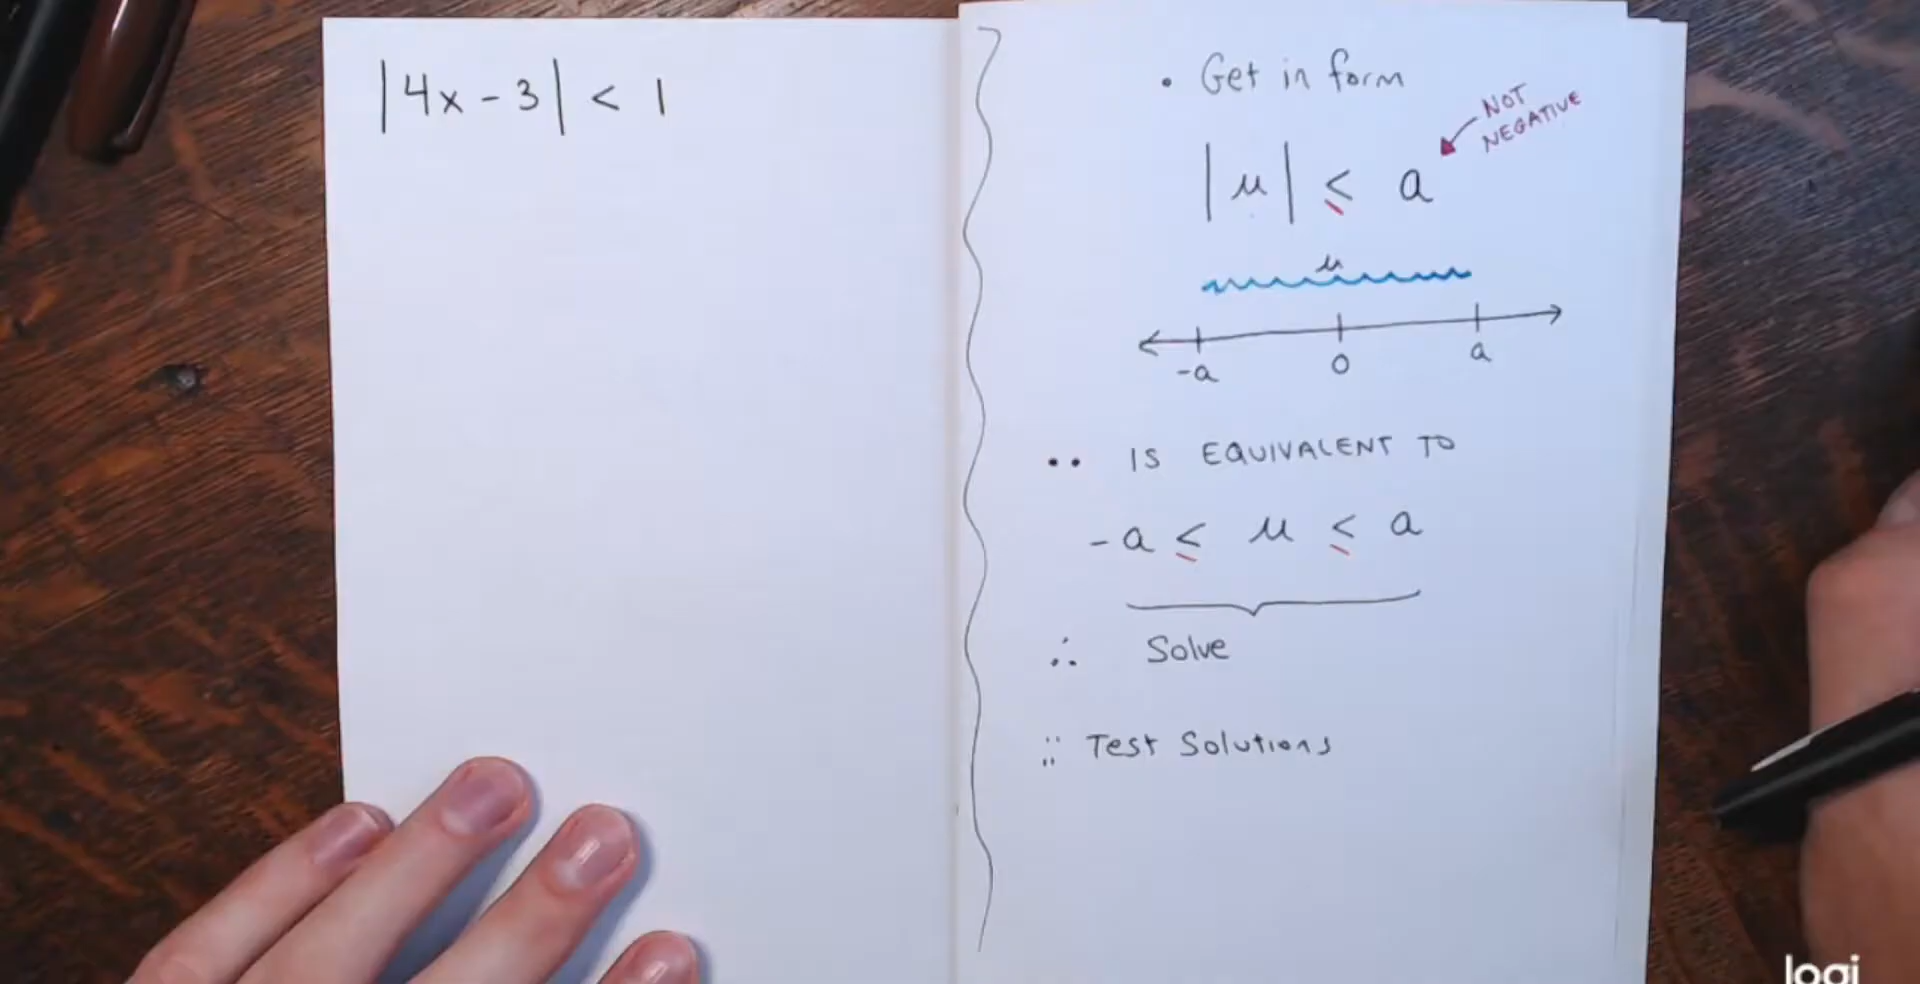 |4x - 3| < 1
• Get in form
NOT
NEGATIVE
|u| ≤ a
u
-a 0 a
•• IS EQUIVALENT TO
-a ≤ u ≤ a
∴ Solve
:: Test Solutions
logi